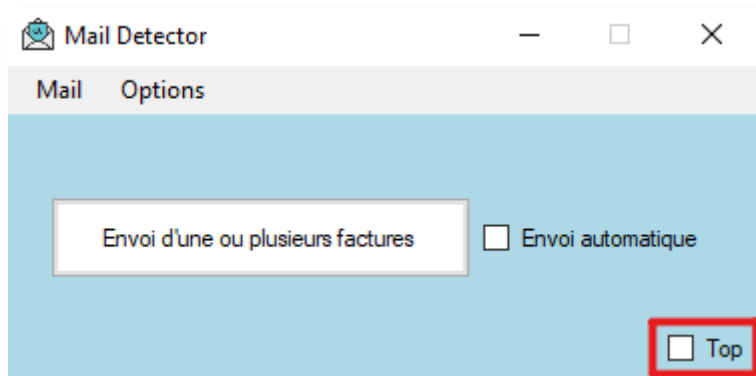 Mail Detector
Mail Options
Envoi d'une ou plusieurs factures
Envoi automatique
Top